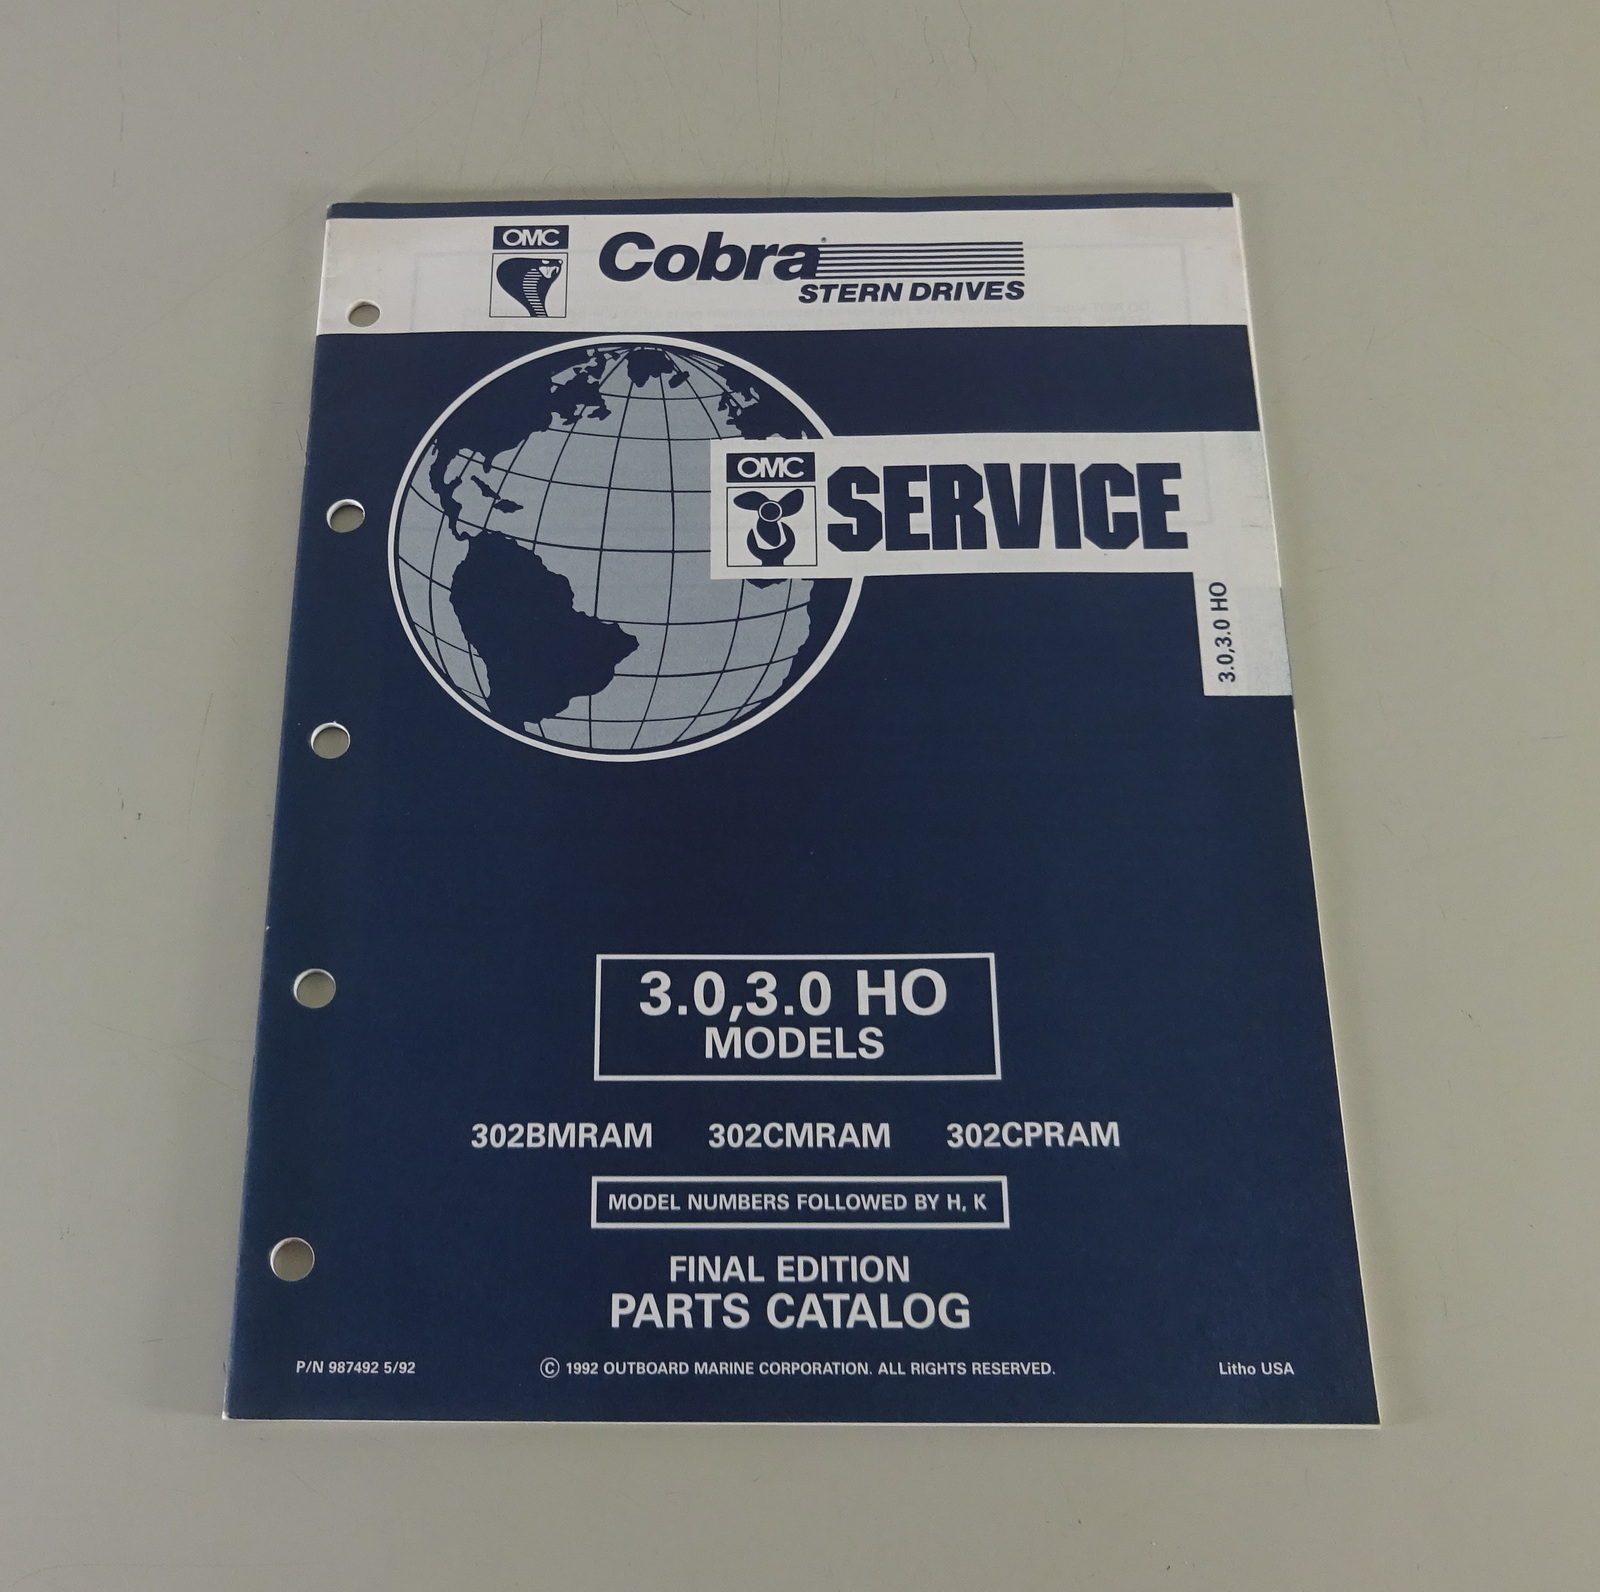 OMC
Cobra®
STERN DRIVES
OMC
SERVICE
3.0,3.0 HO
3.0,3.0 HO
MODELS
302BMRAM 302CMRAM 302CPRAM
MODEL NUMBERS FOLLOWED BY H, K
FINAL EDITION
PARTS CATALOG
P/N 987492 5/92 © 1992 OUTBOARD MARINE CORPORATION. ALL RIGHTS RESERVED. Litho USA